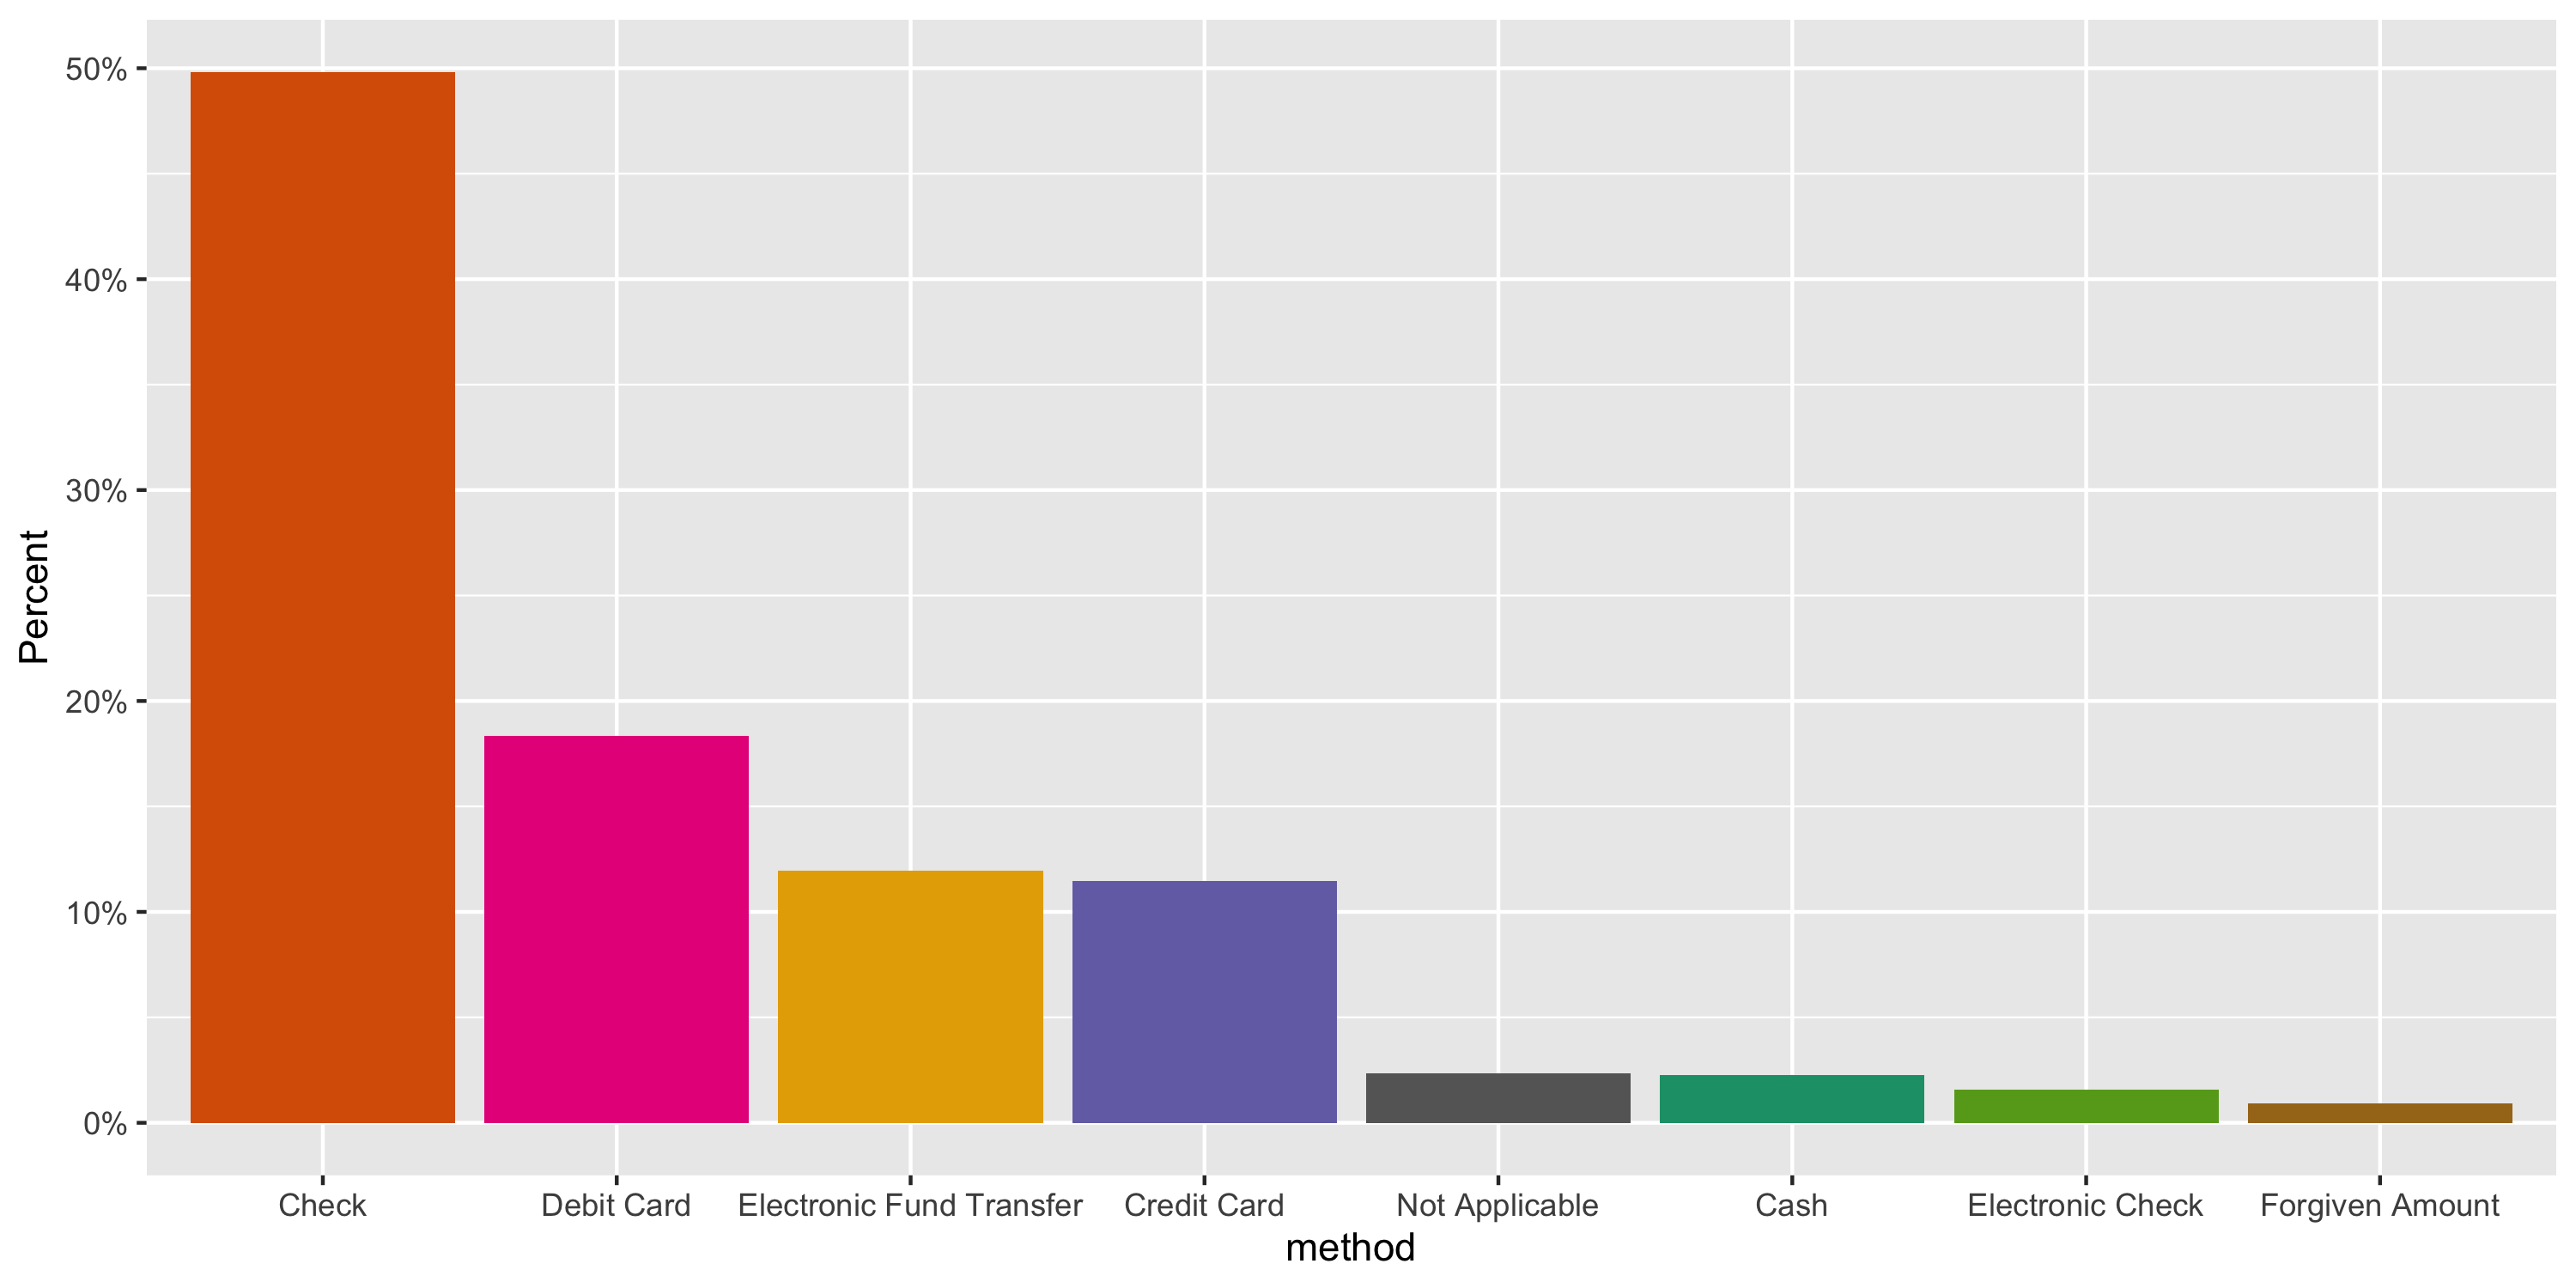 50%
40%
30%
20%
10%
0%
Percent
Check
Debit Card
Electronic Fund Transfer
Credit Card
Not Applicable
Cash
Electronic Check
Forgiven Amount
method